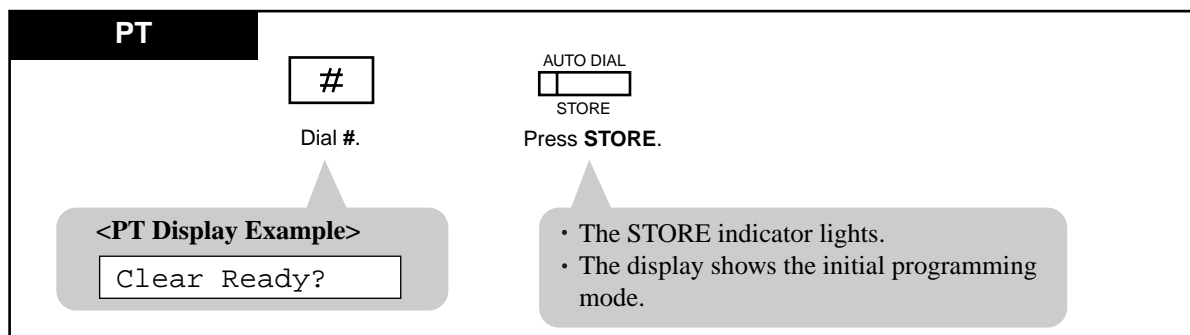 PT
#
AUTO DIAL
STORE
Dial #.
Press STORE.
<PT Display Example>
Clear Ready?
・The STORE indicator lights.
・The display shows the initial programming
mode.